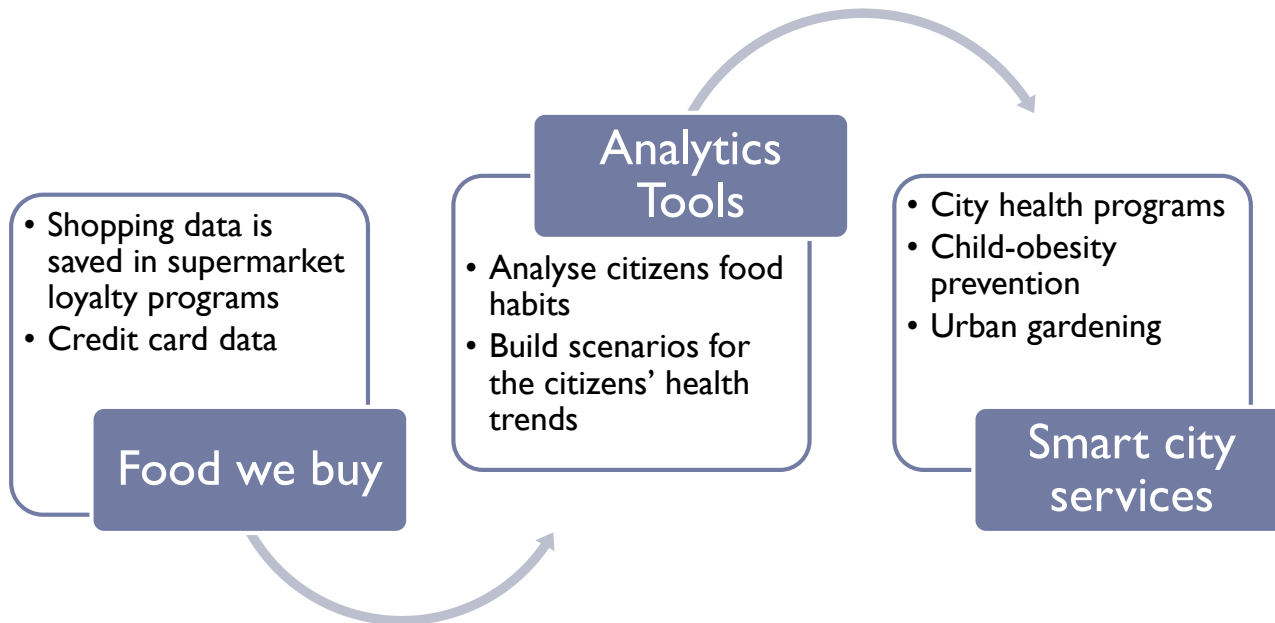 • Shopping data is
saved in supermarket
loyalty programs
• Credit card data
Food we buy
Analytics
Tools
• Analyse citizens food
habits
• Build scenarios for
the citizens’ health
trends
• City health programs
• Child-obesity
prevention
• Urban gardening
Smart city
services